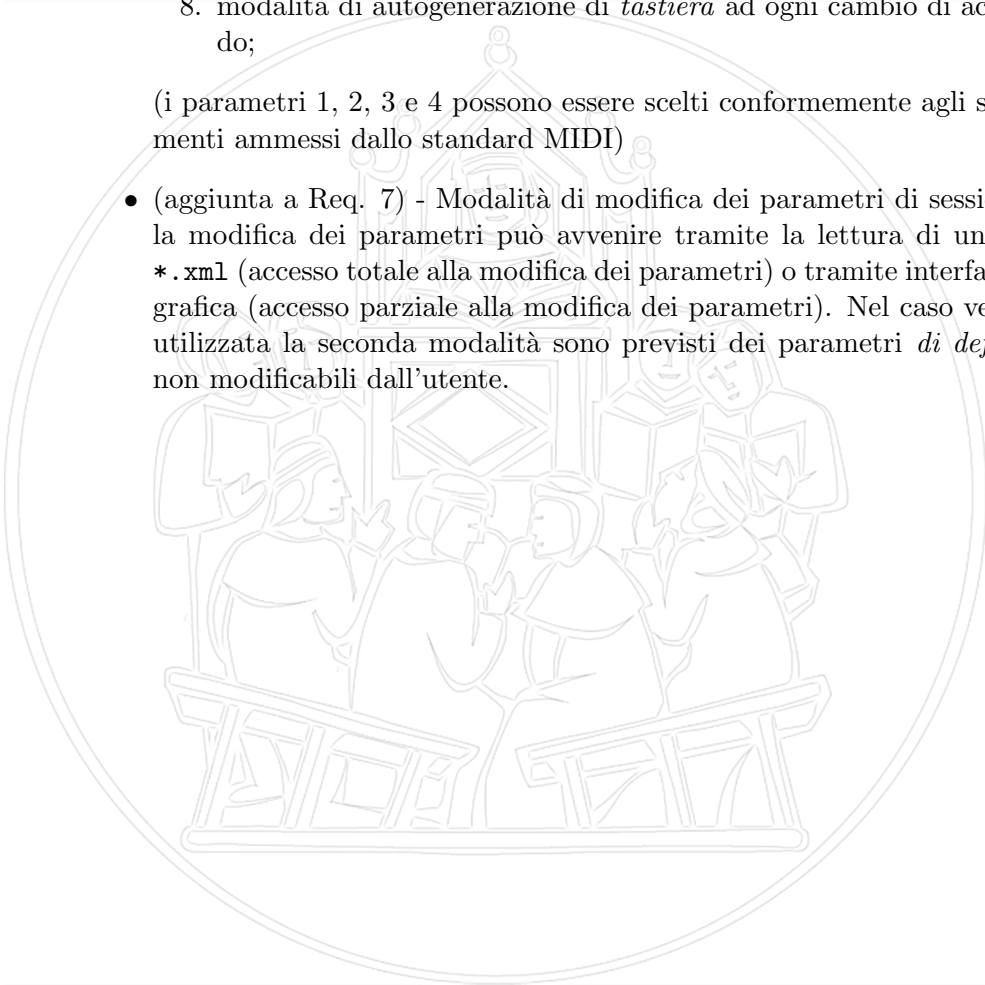 8. modalità di autogenerazione di tastiera ad ogni cambio di ac
do;
(i parametri 1, 2, 3 e 4 possono essere scelti conformemente agli s
menti ammessi dallo standard MIDI)
• (aggiunta a Req. 7) - Modalità di modifica dei parametri di sessi
la modifica dei parametri può avvenire tramite la lettura di un
*.xml (accesso totale alla modifica dei parametri) o tramite interfa
grafica (accesso parziale alla modifica dei parametri). Nel caso ve
utilizzata la seconda modalità sono previsti dei parametri di def
non modificabili dall'utente.